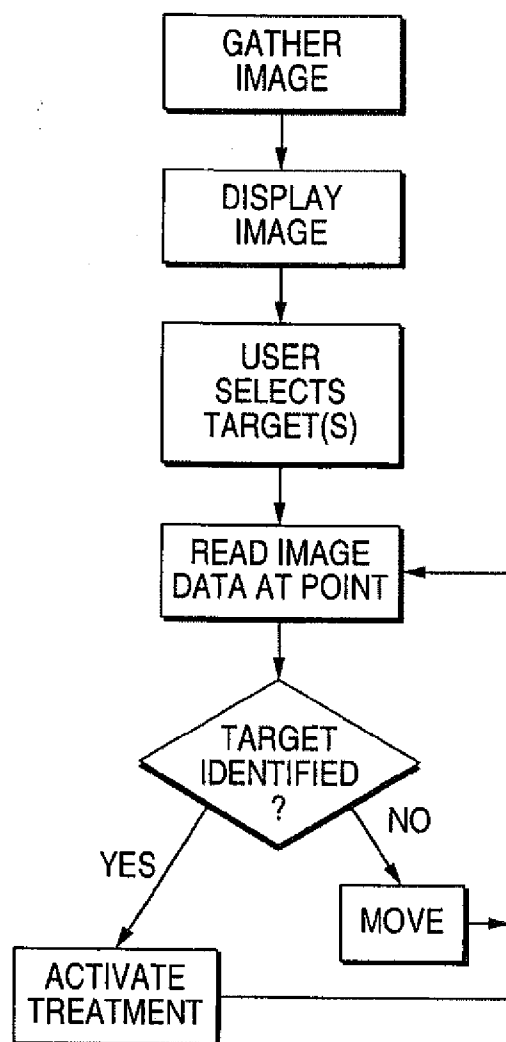 GATHER
IMAGE
DISPLAY
IMAGE
USER
SELECTS
TARGET(S)
READ IMAGE
DATA AT POINT
TARGET
IDENTIFIED
?
YES
NO
MOVE
ACTIVATE
TREATMENT